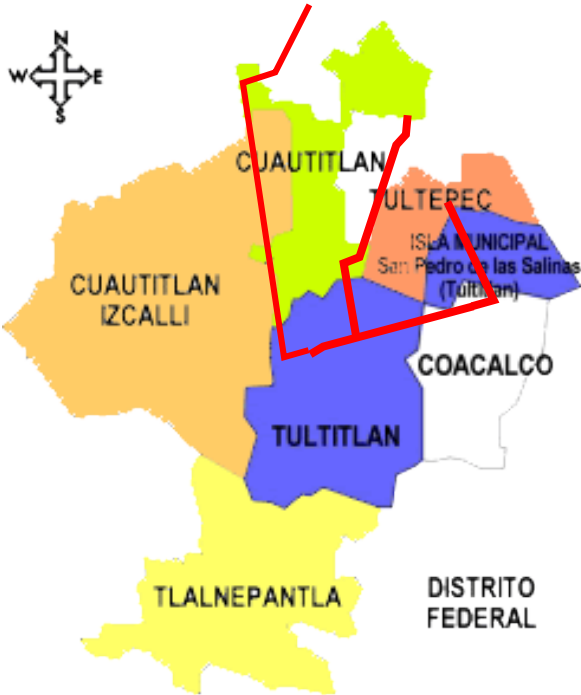 N
W E
S
CUAUTITLAN
TULTEPEC
ISLA MUNICIPAL
San Pedro de las Salinas
(Tultitlan)
CUAUTITLAN
IZCALLI
COACALCO
TULTITLAN
TLALNEPANTLA
DISTRITO
FEDERAL